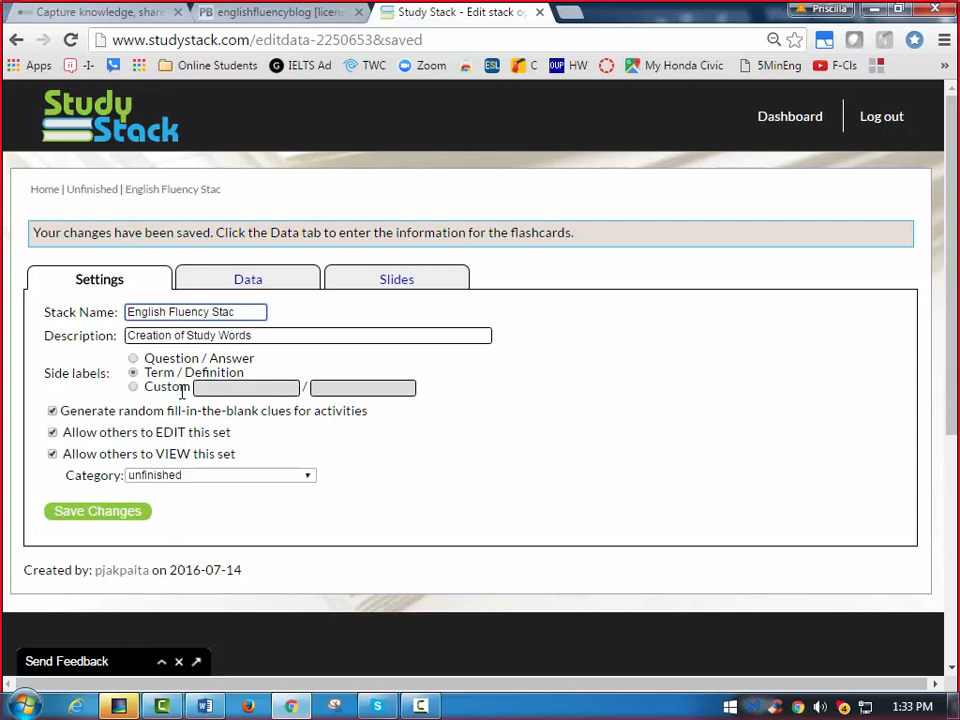 Capture knowledge, share
englishfluencyblog [licen
Study Stack - Edit stack o
Priscilla
www.studystack.com/editdata-2250653&saved
Apps
-I-
Online Students
IELTS Ad
TWC
Zoom
ESL
C
OUP
HW
My Honda Civic
5MinEng
F-Cls
»
Study
Stack
Dashboard
Log out
Home | Unfinished | English Fluency Stac
Your changes have been saved. Click the Data tab to enter the information for the flashcards.
Settings
Data
Slides
Stack Name: English Fluency Stac
Description: Creation of Study Words
Question / Answer
Side labels: Term / Definition
Custom /
Generate random fill-in-the-blank clues for activities
Allow others to EDIT this set
Allow others to VIEW this set
Category: unfinished
Save Changes
Created by: pjakpaita on 2016-07-14
Send Feedback
1:33 PM